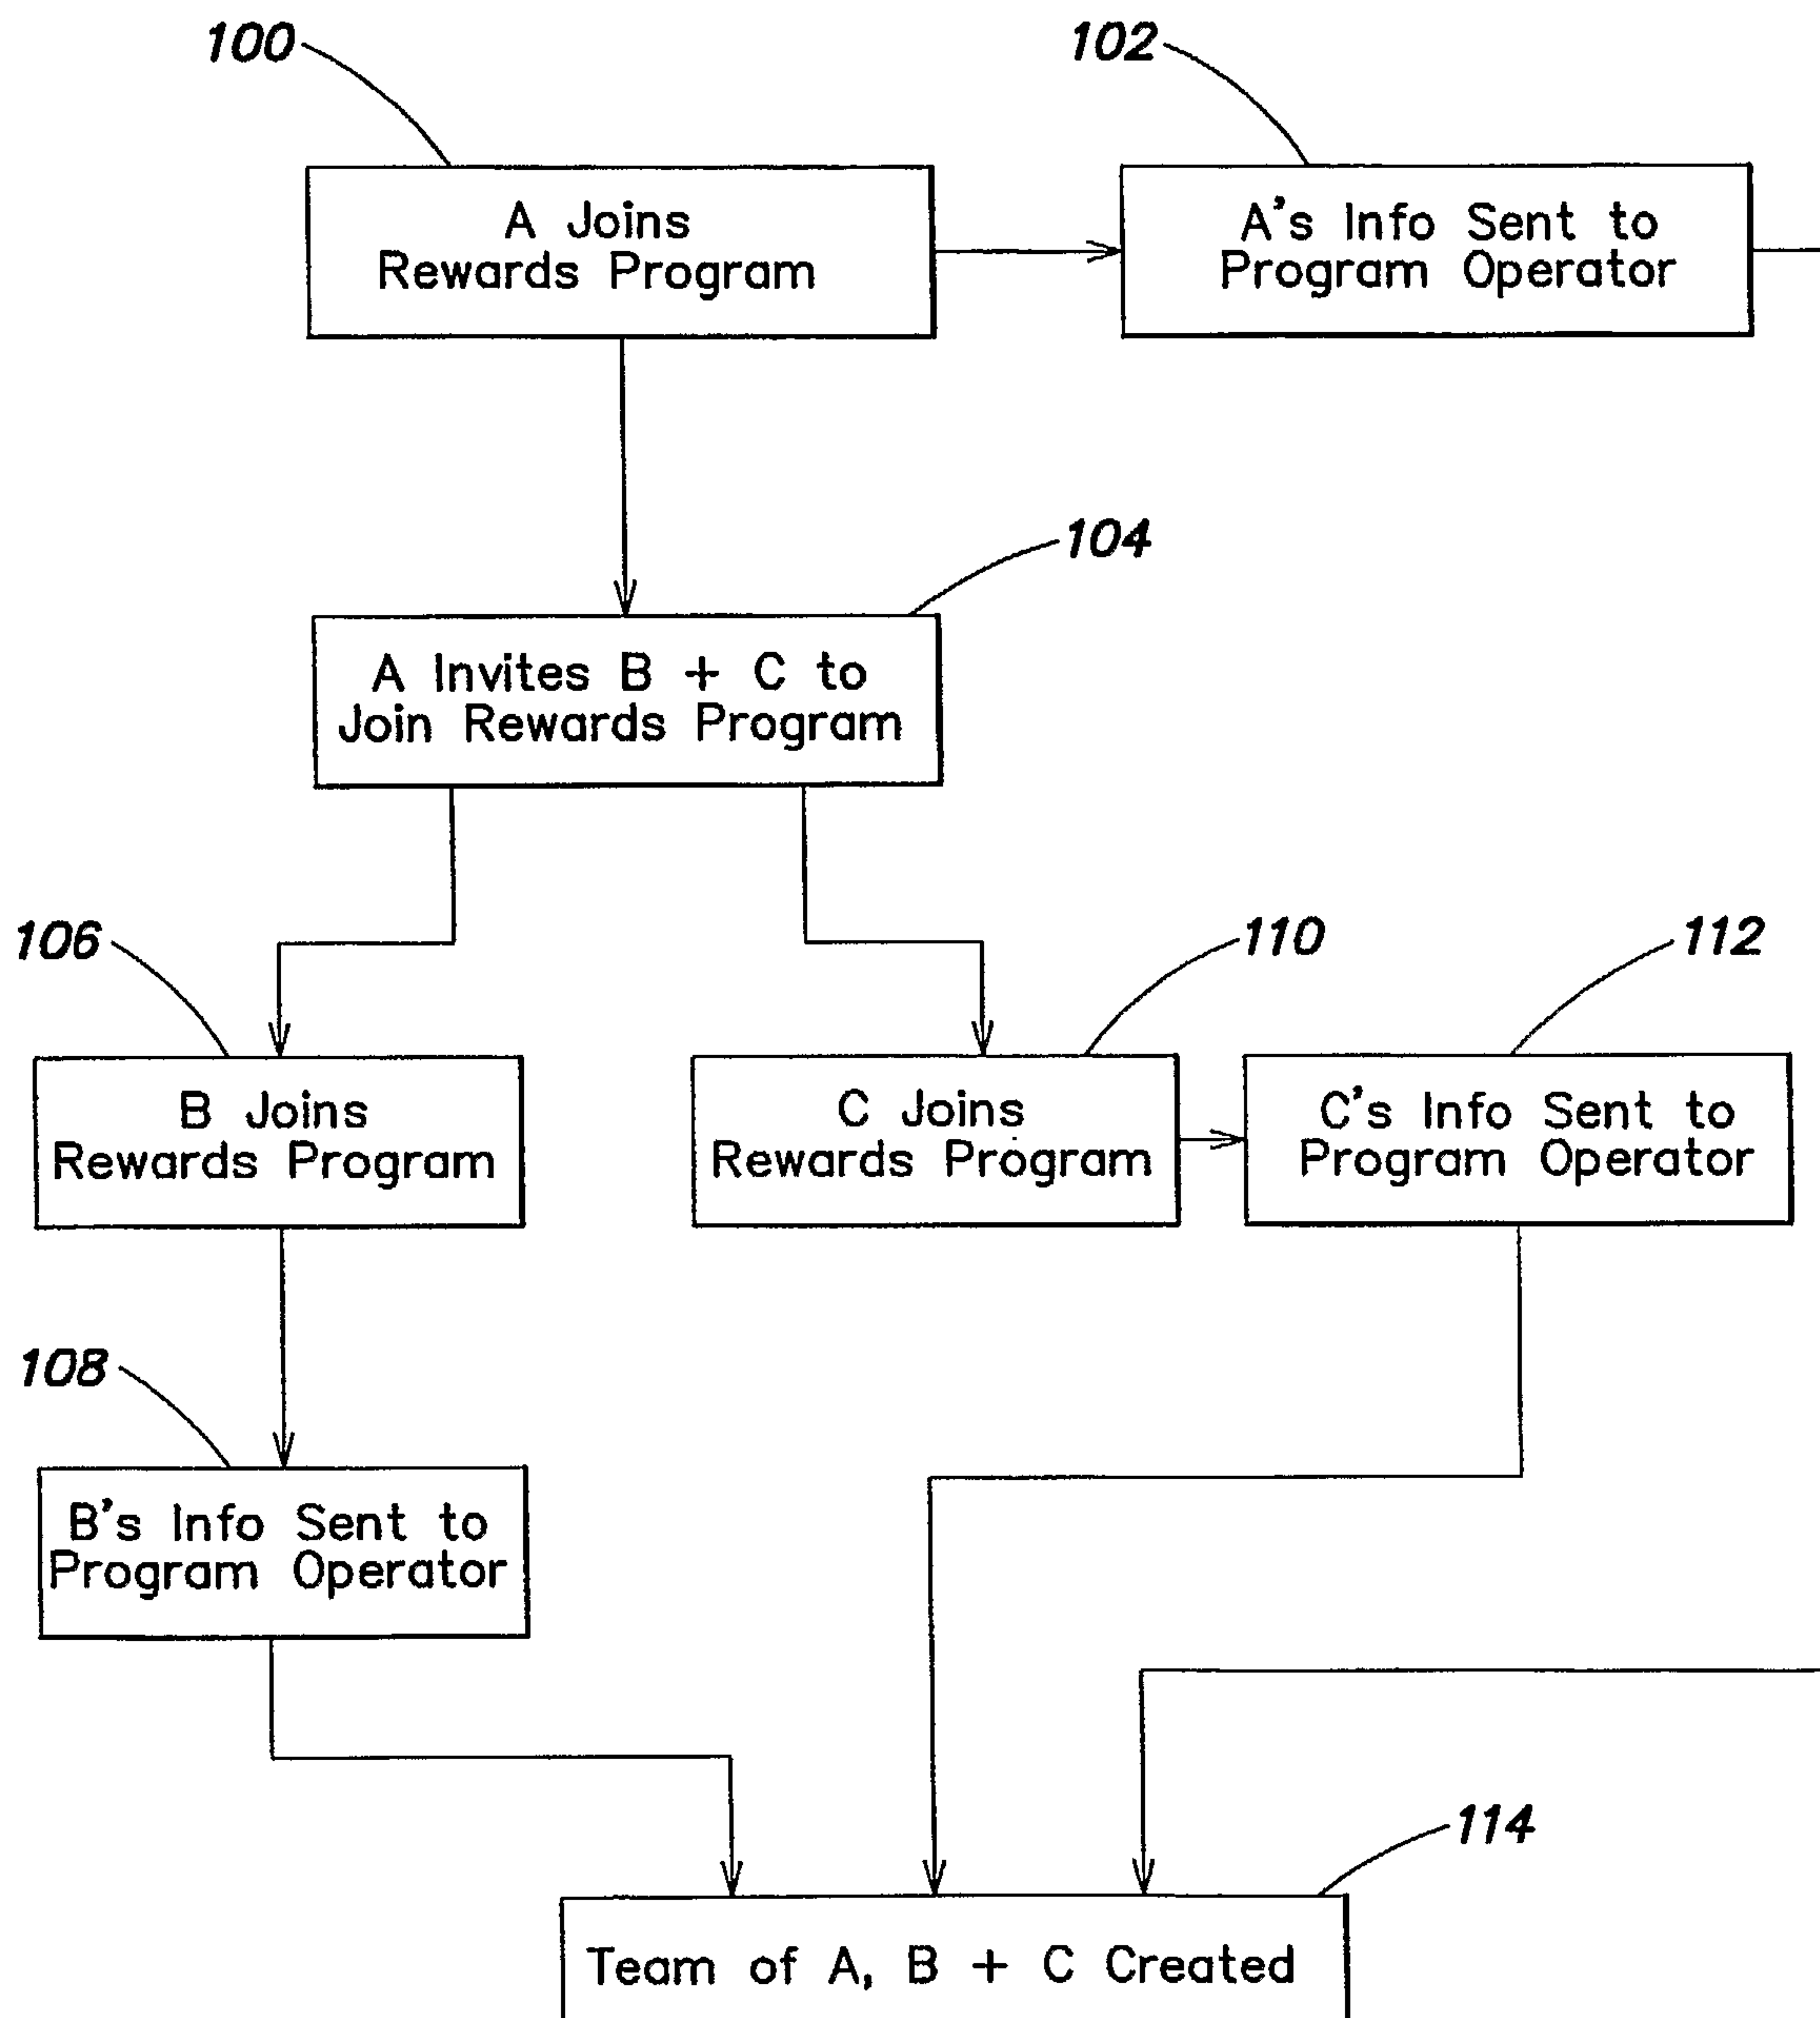 100
102
A Joins
Rewards Program
A's Info Sent to
Program Operator
104
A Invites B + C to
Join Rewards Program
106
110
112
B Joins
Rewards Program
C Joins
Rewards Program
C's Info Sent to
Program Operator
108
B's Info Sent to
Program Operator
114
Team of A, B + C Created